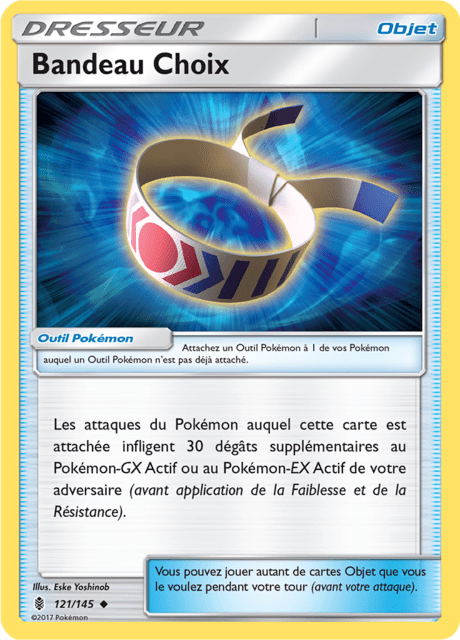 DRESSEUR
Objet
Bandeau Choix
Outil Pokémon
Attachez un Outil Pokémon à 1 de vos Pokémon
auquel un Outil Pokémon n'est pas déjà attaché.
Les attaques du Pokémon auquel cette carte est
attachée infligent 30 dégâts supplémentaires au
Pokémon-GX Actif ou au Pokémon-EX Actif de votre
adversaire (avant application de la Faiblesse et de la
Résistance).
Vous pouvez jouer autant de cartes Objet que vous
le voulez pendant votre tour (avant votre attaque).
Illus. Eske Yoshinob
121/145
©2017 Pokémon